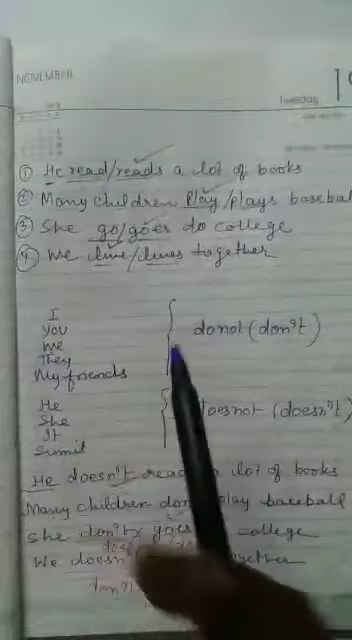 NOVEMBER
Tuesday
① He read/reads a lot of books
② Many children play/plays baseball
③ She go/goes do college
④ We live/lives together
I
You
We
They
My friends
do not (don't)
He
She
It
Sumit
doesnot (doesn't)
He doesn't read a lot of books
Many children don't play baseball
She don't goes college
We doesn't together